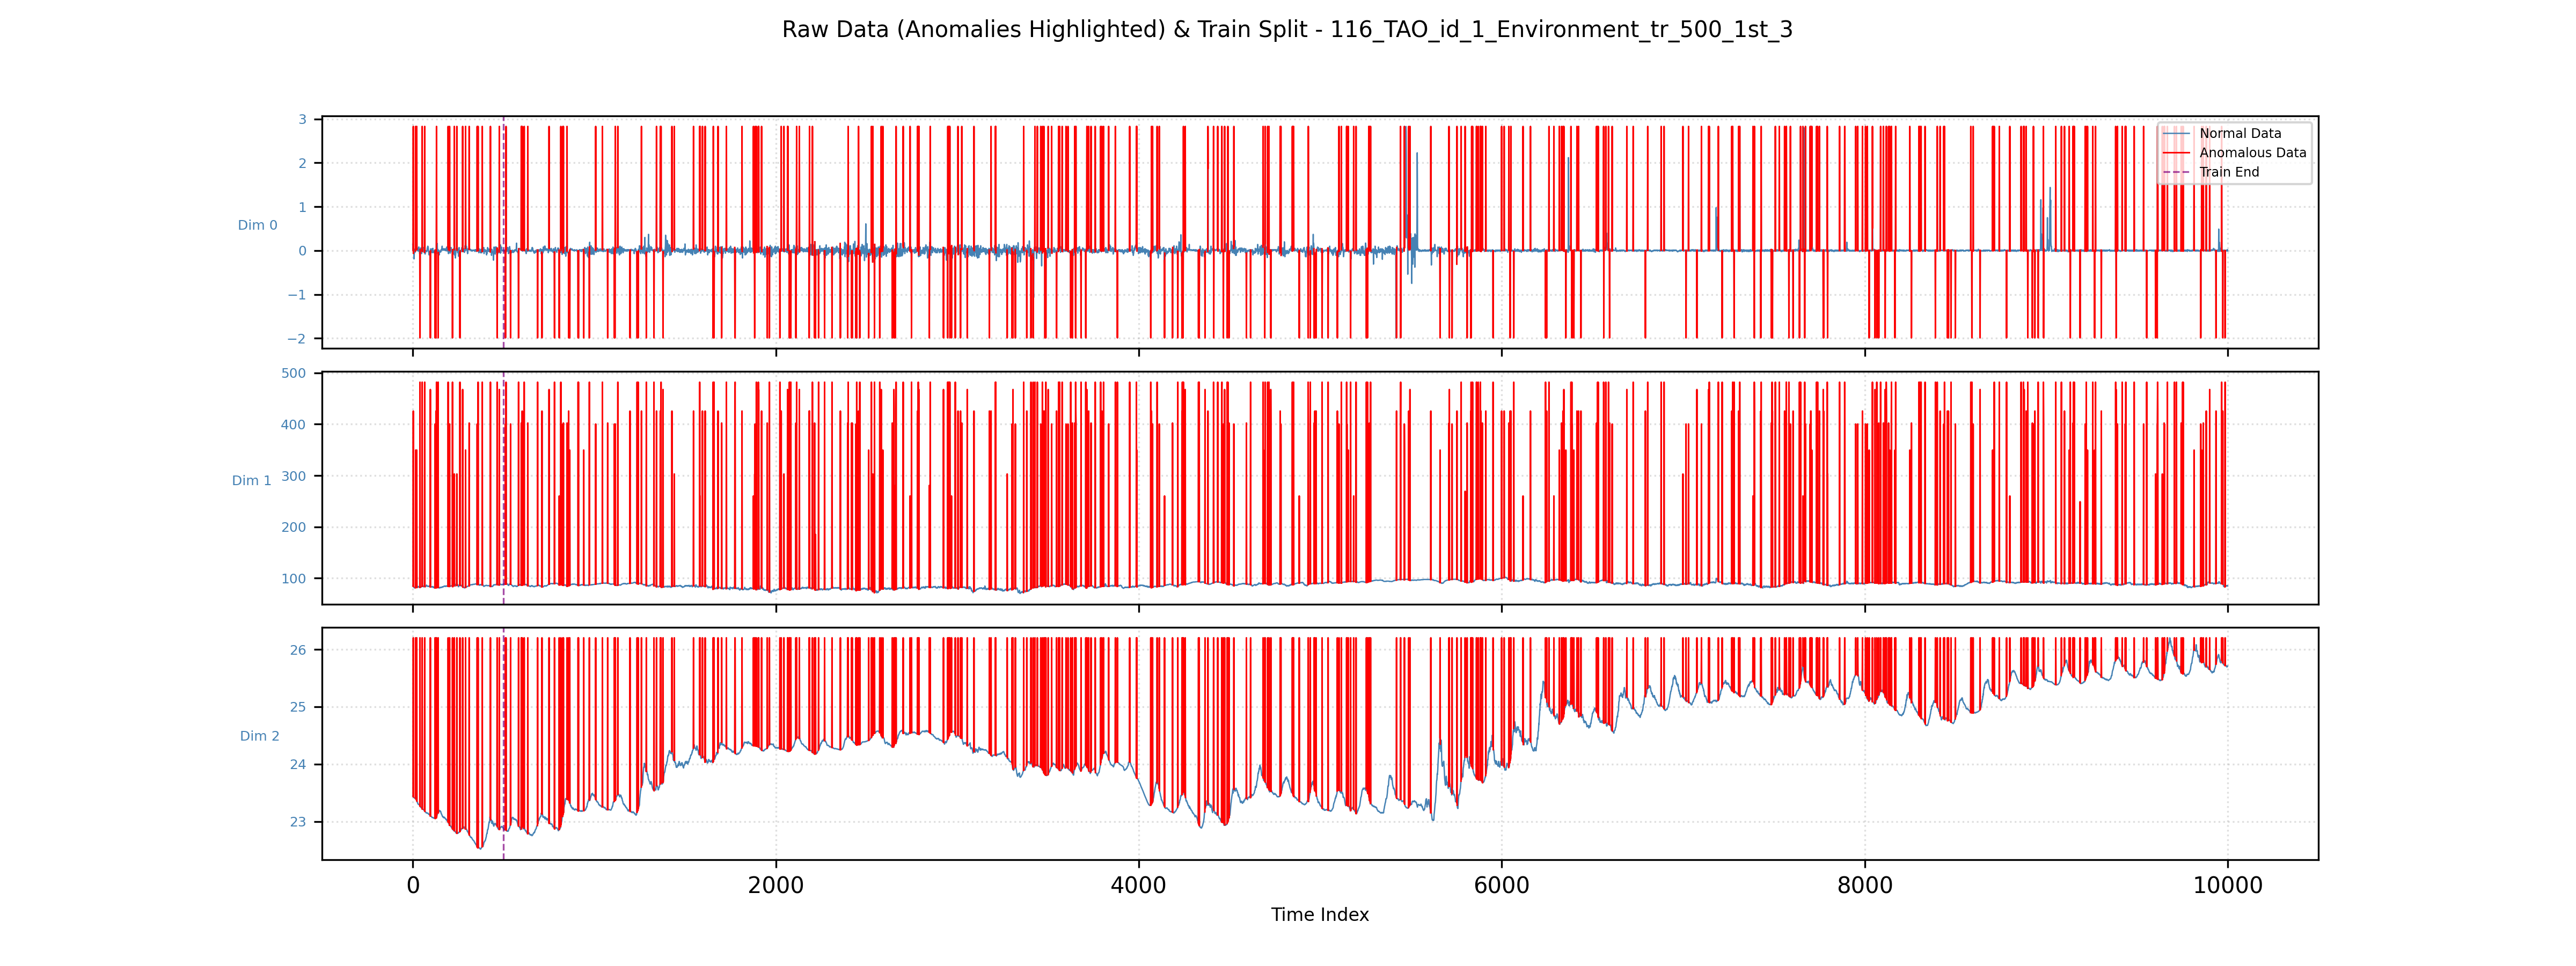 Raw Data (Anomalies Highlighted) & Train Split - 116_TAO_id_1_Environment_tr_500_1st_3
3
2
1
0
−1
−2
Dim 0
Normal Data
Anomalous Data
Train End
500
400
300
200
100
Dim 1
26
25
24
23
Dim 2
0 2000 4000 6000 8000 10000
Time Index